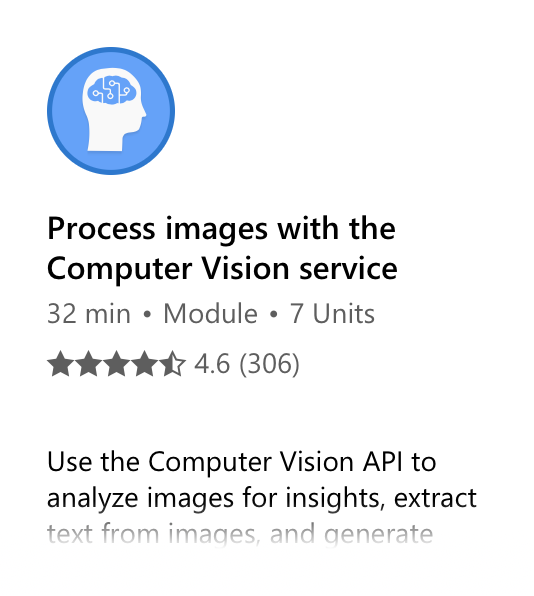 Process images with the
Computer Vision service
32 min • Module • 7 Units
4.6 (306)
Use the Computer Vision API to
analyze images for insights, extract
text from images, and generate